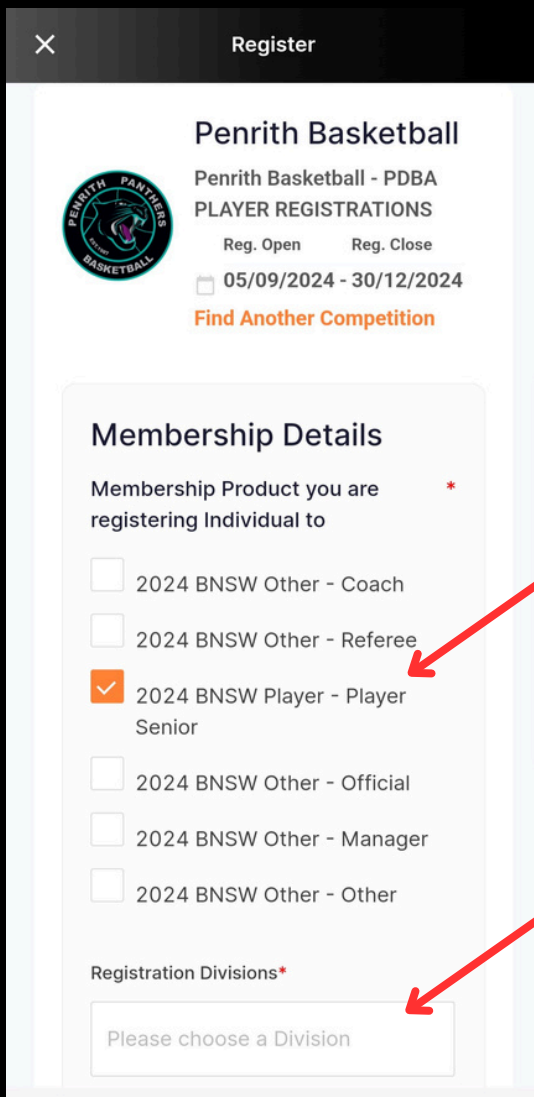 Register
Penrith Basketball
PENRITH PANTHERS
BASKETBALL
Penrith Basketball - PDBA
PLAYER REGISTRATIONS
Reg. Open Reg. Close
05/09/2024 - 30/12/2024
Find Another Competition
Membership Details
Membership Product you are *
registering Individual to
2024 BNSW Other - Coach
2024 BNSW Other - Referee
2024 BNSW Player - Player
Senior
2024 BNSW Other - Official
2024 BNSW Other - Manager
2024 BNSW Other - Other
Registration Divisions*
Please choose a Division